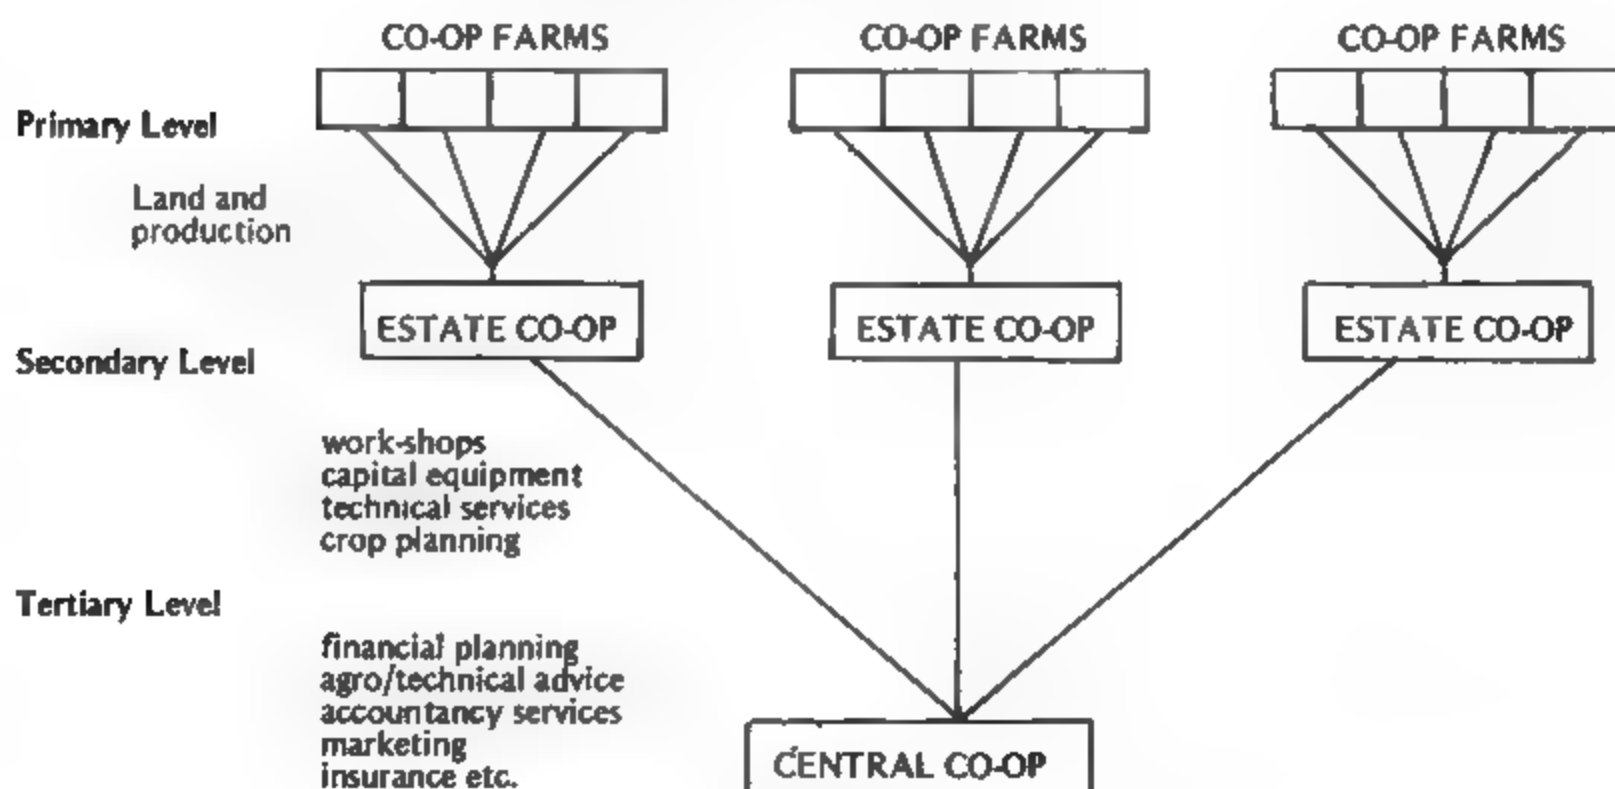 CO-OP FARMS CO-OP FARMS CO-OP FARMS
Primary Level
Land and
production
ESTATE CO-OP ESTATE CO-OP ESTATE CO-OP
Secondary Level
work-shops
capital equipment
technical services
crop planning
Tertiary Level
financial planning
agro/technical advice
accountancy services
marketing
insurance etc.
CENTRAL CO-OP